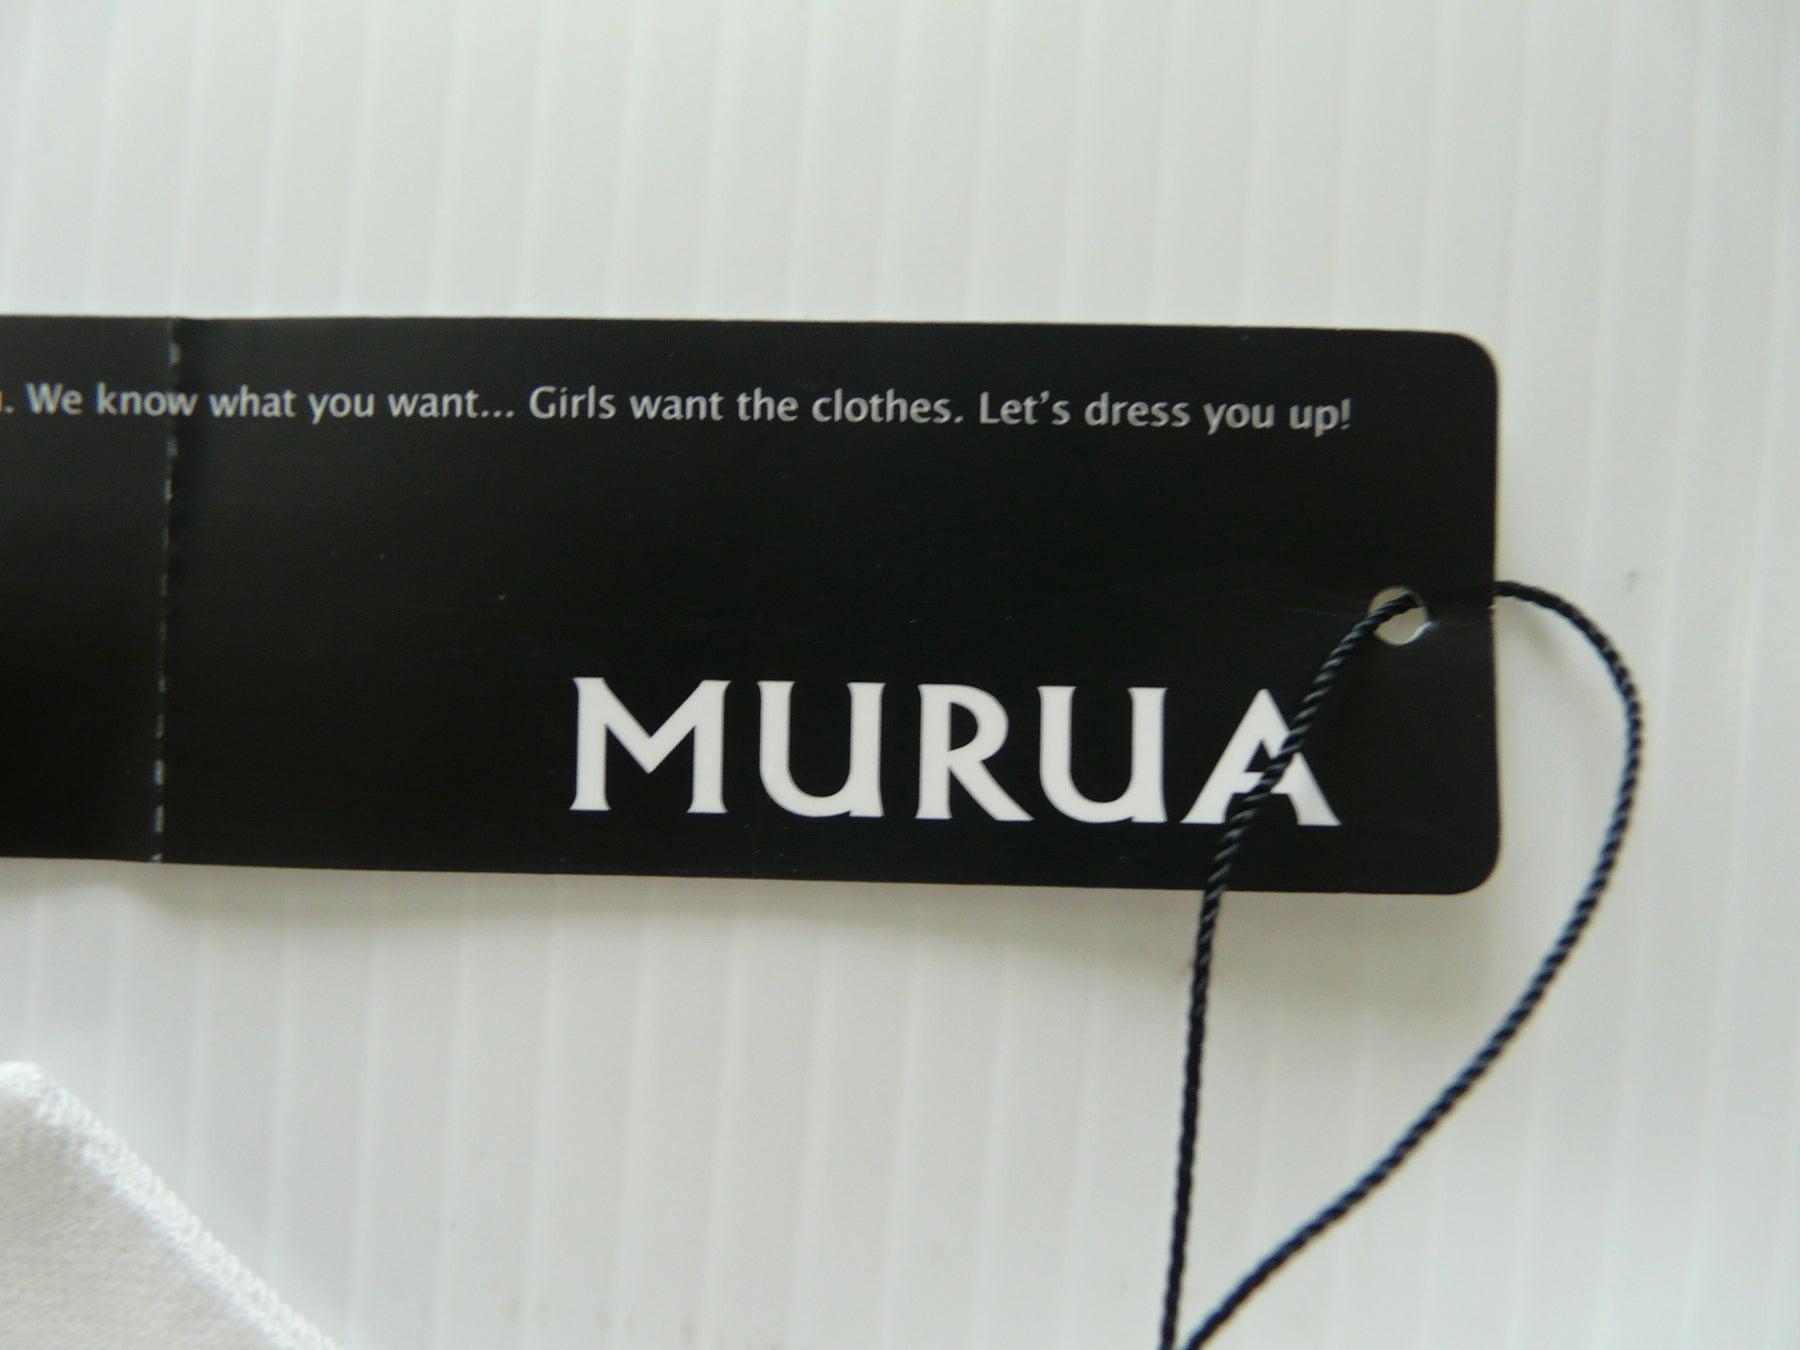 We know what you want... Girls want the clothes. Let's dress you up!
MURUA